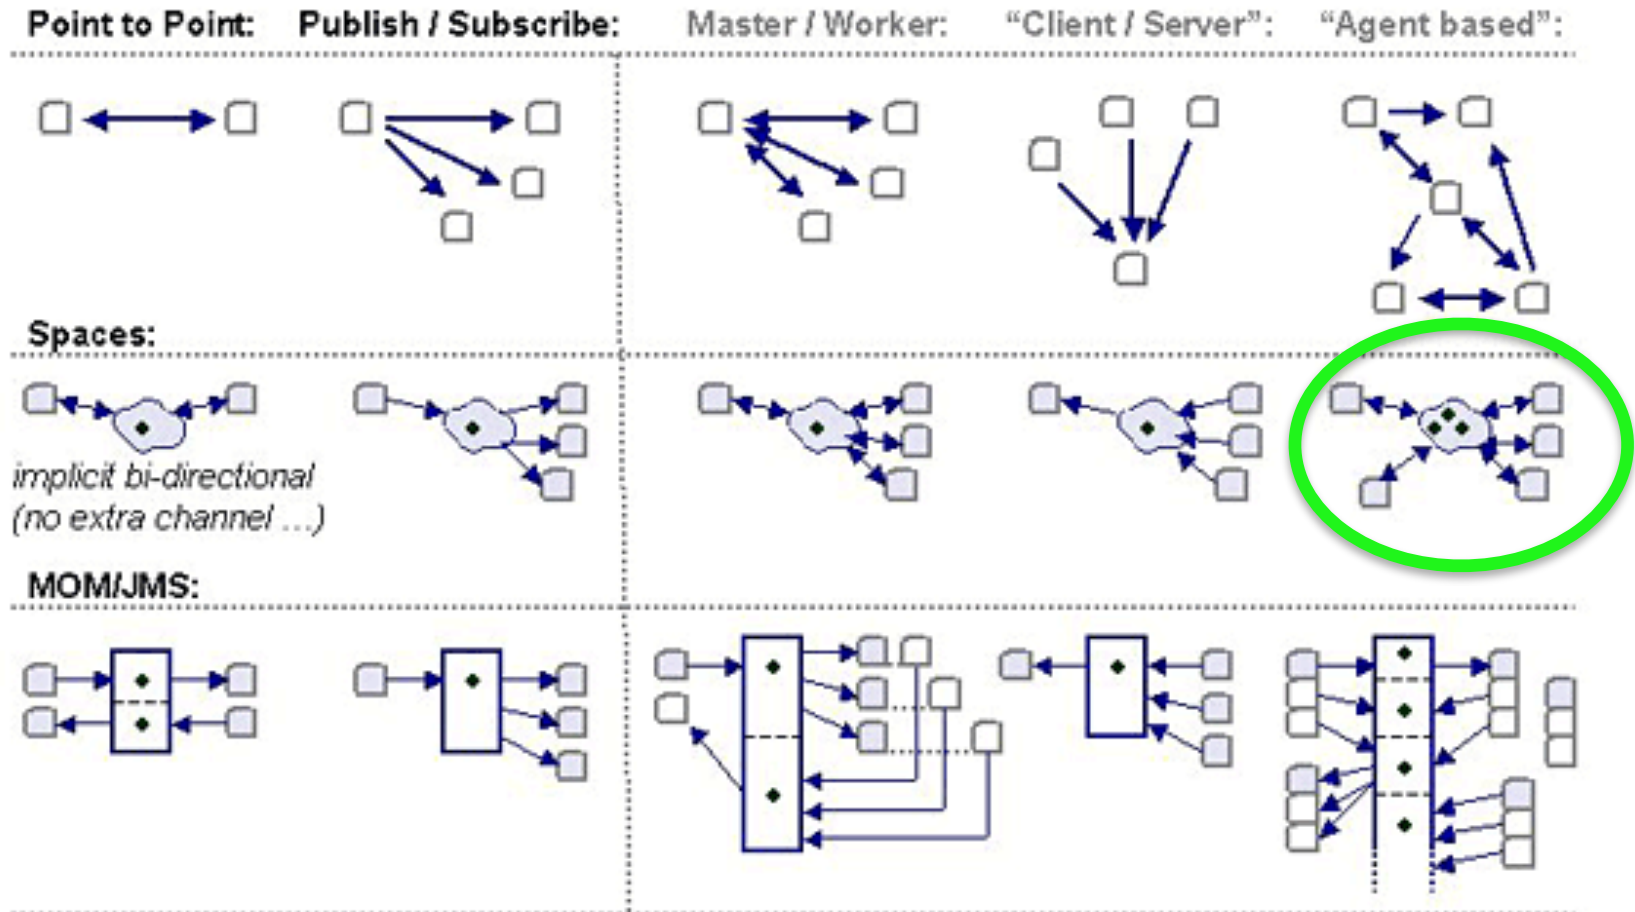 Point to Point: Publish / Subscribe: Master / Worker: “Client / Server”: “Agent based”:
Spaces:
implicit bi-directional
(no extra channel ...)
MOM/JMS: